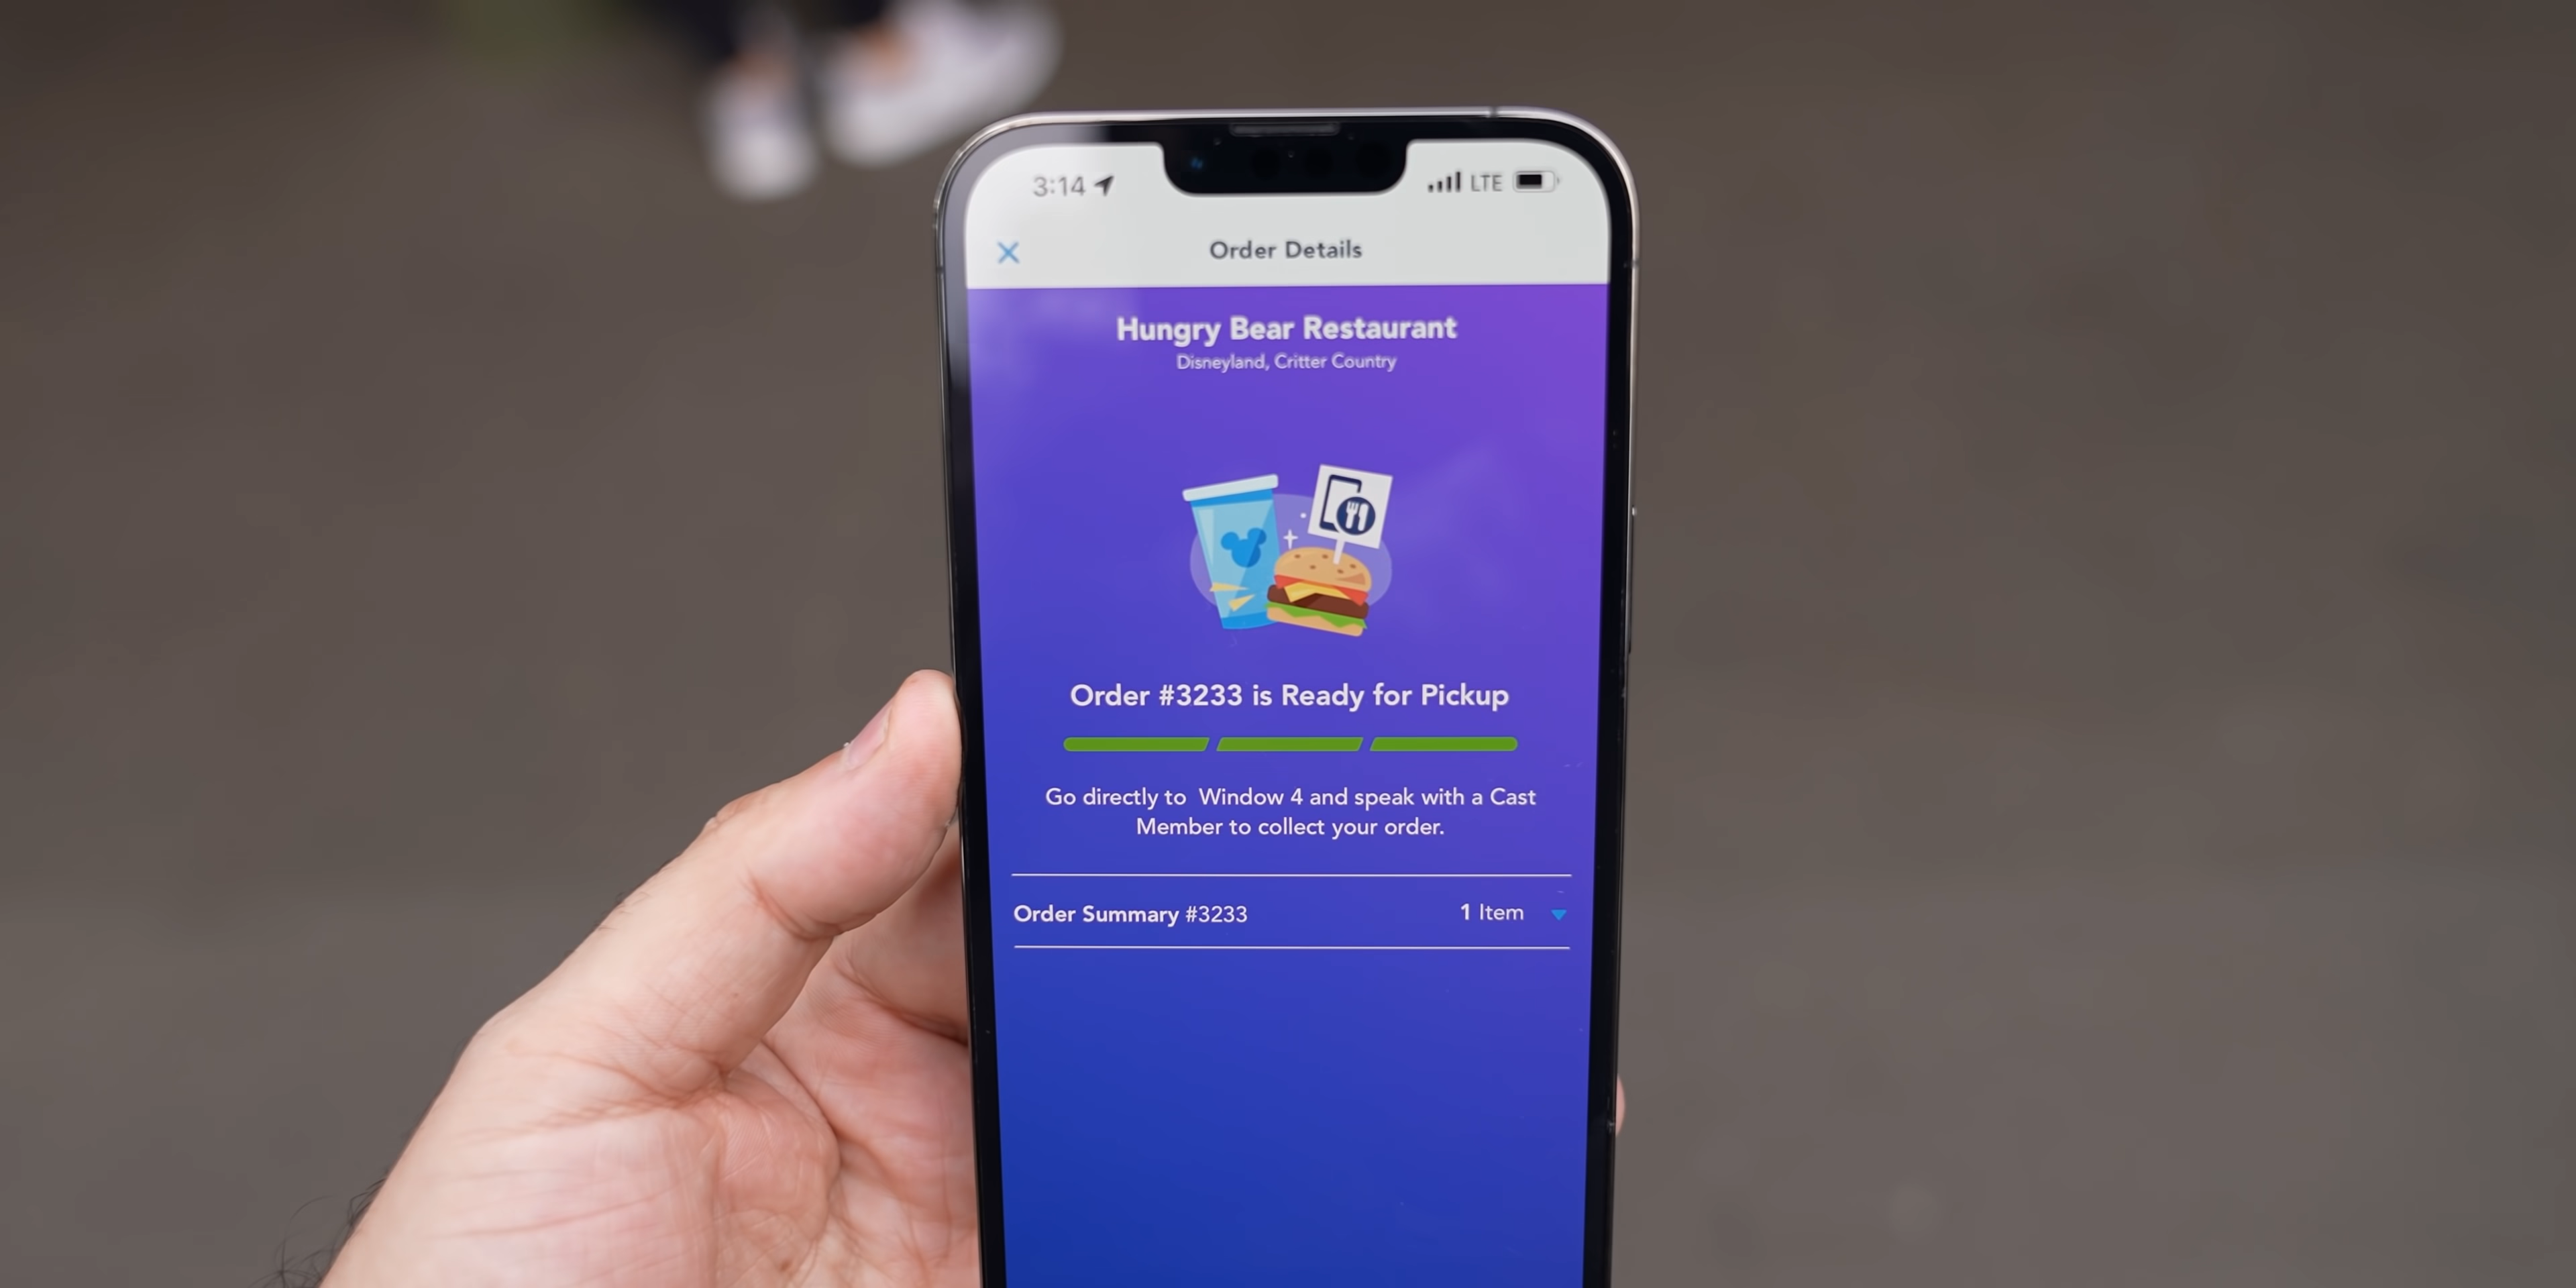 3:14 LTE
Order Details
Hungry Bear Restaurant
Disneyland, Critter Country
Order #3233 is Ready for Pickup
Go directly to  Window 4 and speak with a Cast
Member to collect your order.
Order Summary #3233 1 Item